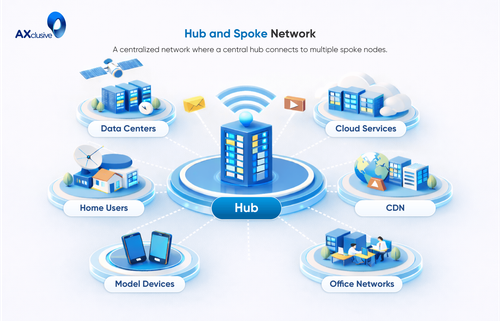 AXclusive
Hub and Spoke Network
A centralized network where a central hub connects to multiple spoke nodes.
Data Centers
Cloud Services
Home Users
Hub
CDN
Model Devices
Office Networks